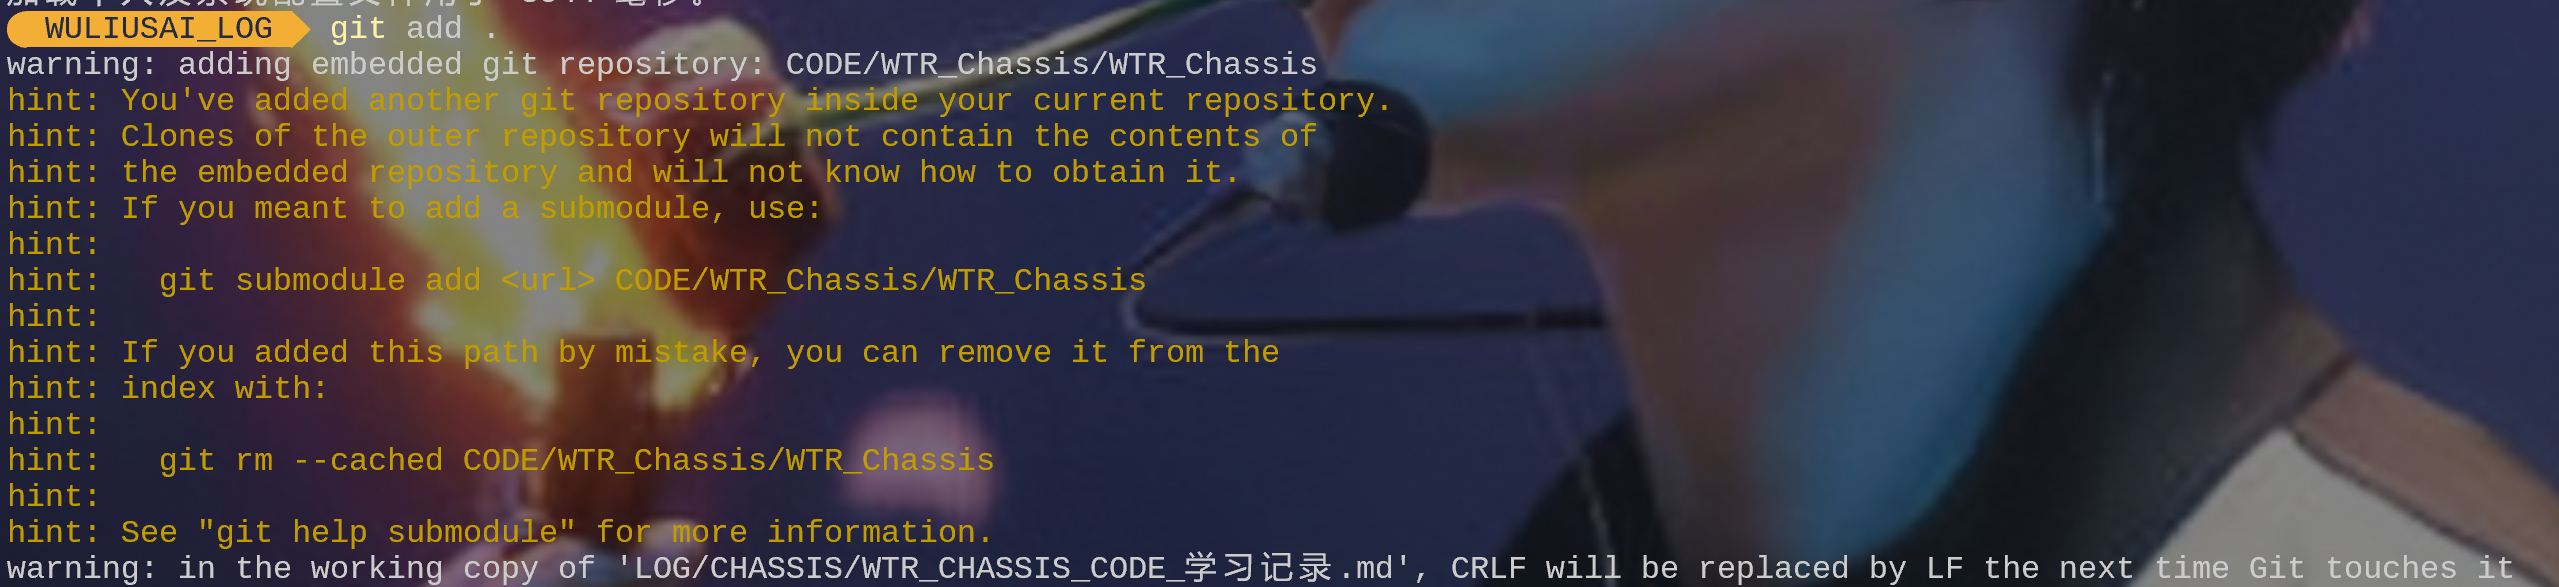 WULIUSAI_LOG git add .
warning: adding embedded git repository: CODE/WTR_Chassis/WTR_Chassis
hint: You've added another git repository inside your current repository.
hint: Clones of the outer repository will not contain the contents of
hint: the embedded repository and will not know how to obtain it.
hint: If you meant to add a submodule, use:
hint:
hint:   git submodule add <url> CODE/WTR_Chassis/WTR_Chassis
hint:
hint: If you added this path by mistake, you can remove it from the
hint: index with:
hint:
hint:   git rm --cached CODE/WTR_Chassis/WTR_Chassis
hint:
hint: See "git help submodule" for more information.
warning: in the working copy of 'LOG/CHASSIS/WTR_CHASSIS_CODE_学习记录.md', CRLF will be replaced by LF the next time Git touches it